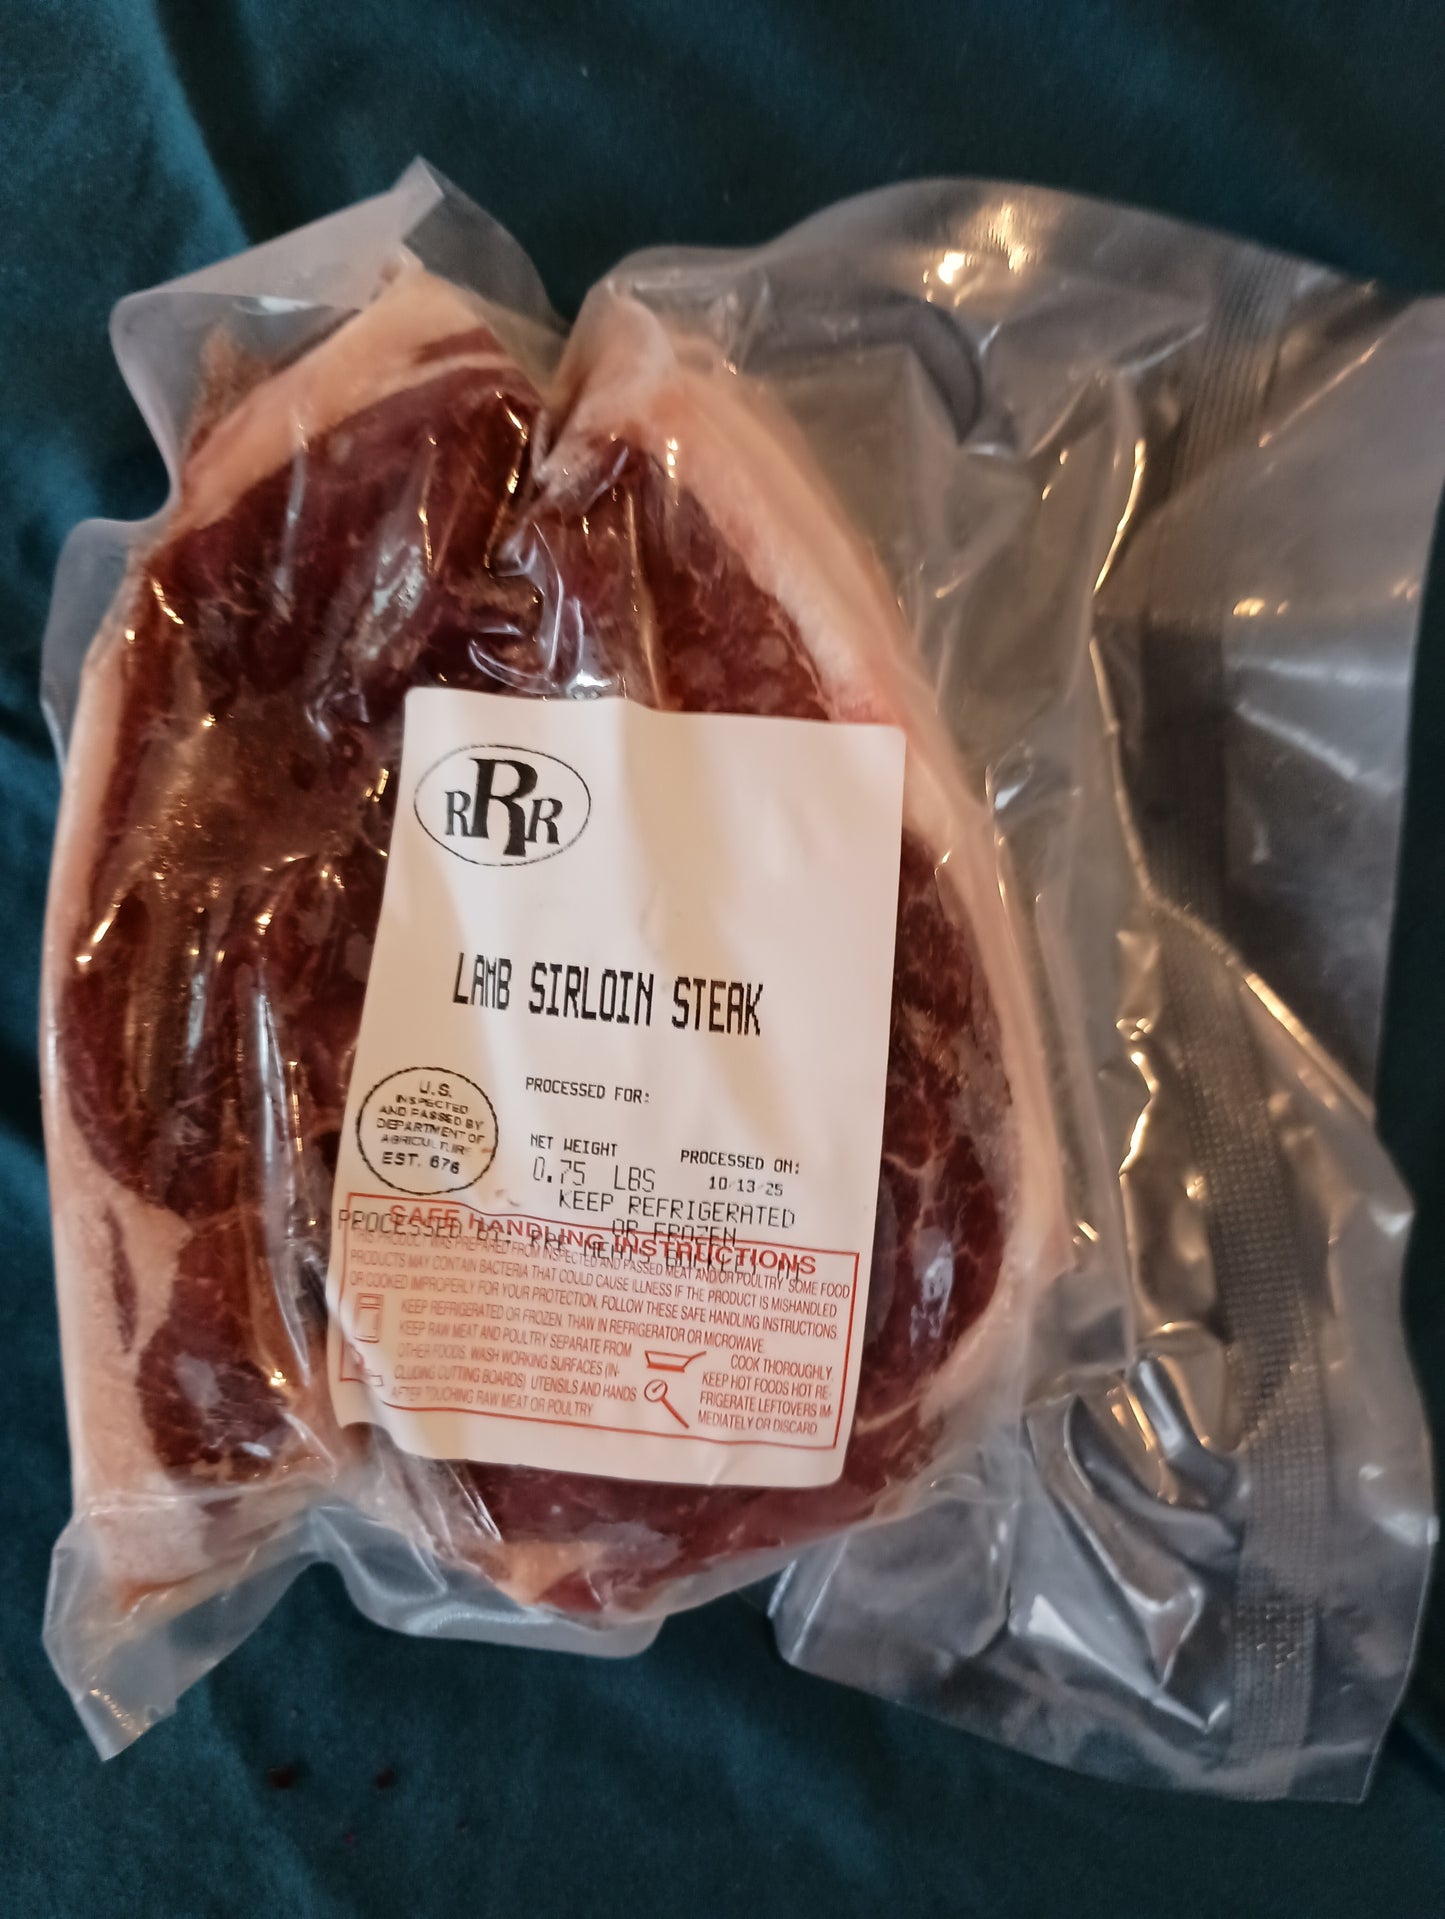 RRR
LAMB SIRLOIN STEAK
PROCESSED FOR:
U.S.
INSPECTED
AND PASSED BY
DEPARTMENT OF
AGRICULTURE
EST. 676
NET WEIGHT
0.75 LBS
PROCESSED ON:
10/13/25
KEEP REFRIGERATED
OR FROZEN
PROCESSED BY: RRR MEATS
SAFE HANDLING INSTRUCTIONS
THIS PRODUCT WAS PREPARED FROM INSPECTED AND PASSED MEAT AND/OR POULTRY. SOME FOOD
PRODUCTS MAY CONTAIN BACTERIA THAT COULD CAUSE ILLNESS IF THE PRODUCT IS MISHANDLED
OR COOKED IMPROPERLY FOR YOUR PROTECTION, FOLLOW THESE SAFE HANDLING INSTRUCTIONS.
KEEP REFRIGERATED OR FROZEN. THAW IN REFRIGERATOR OR MICROWAVE.
KEEP RAW MEAT AND POULTRY SEPARATE FROM
OTHER FOODS. WASH WORKING SURFACES (IN-
CLUDING CUTTING BOARDS) UTENSILS AND HANDS
AFTER TOUCHING RAW MEAT OR POULTRY
COOK THOROUGHLY.
KEEP HOT FOODS HOT RE-
FRIGERATE LEFTOVERS IM-
MEDIATELY OR DISCARD